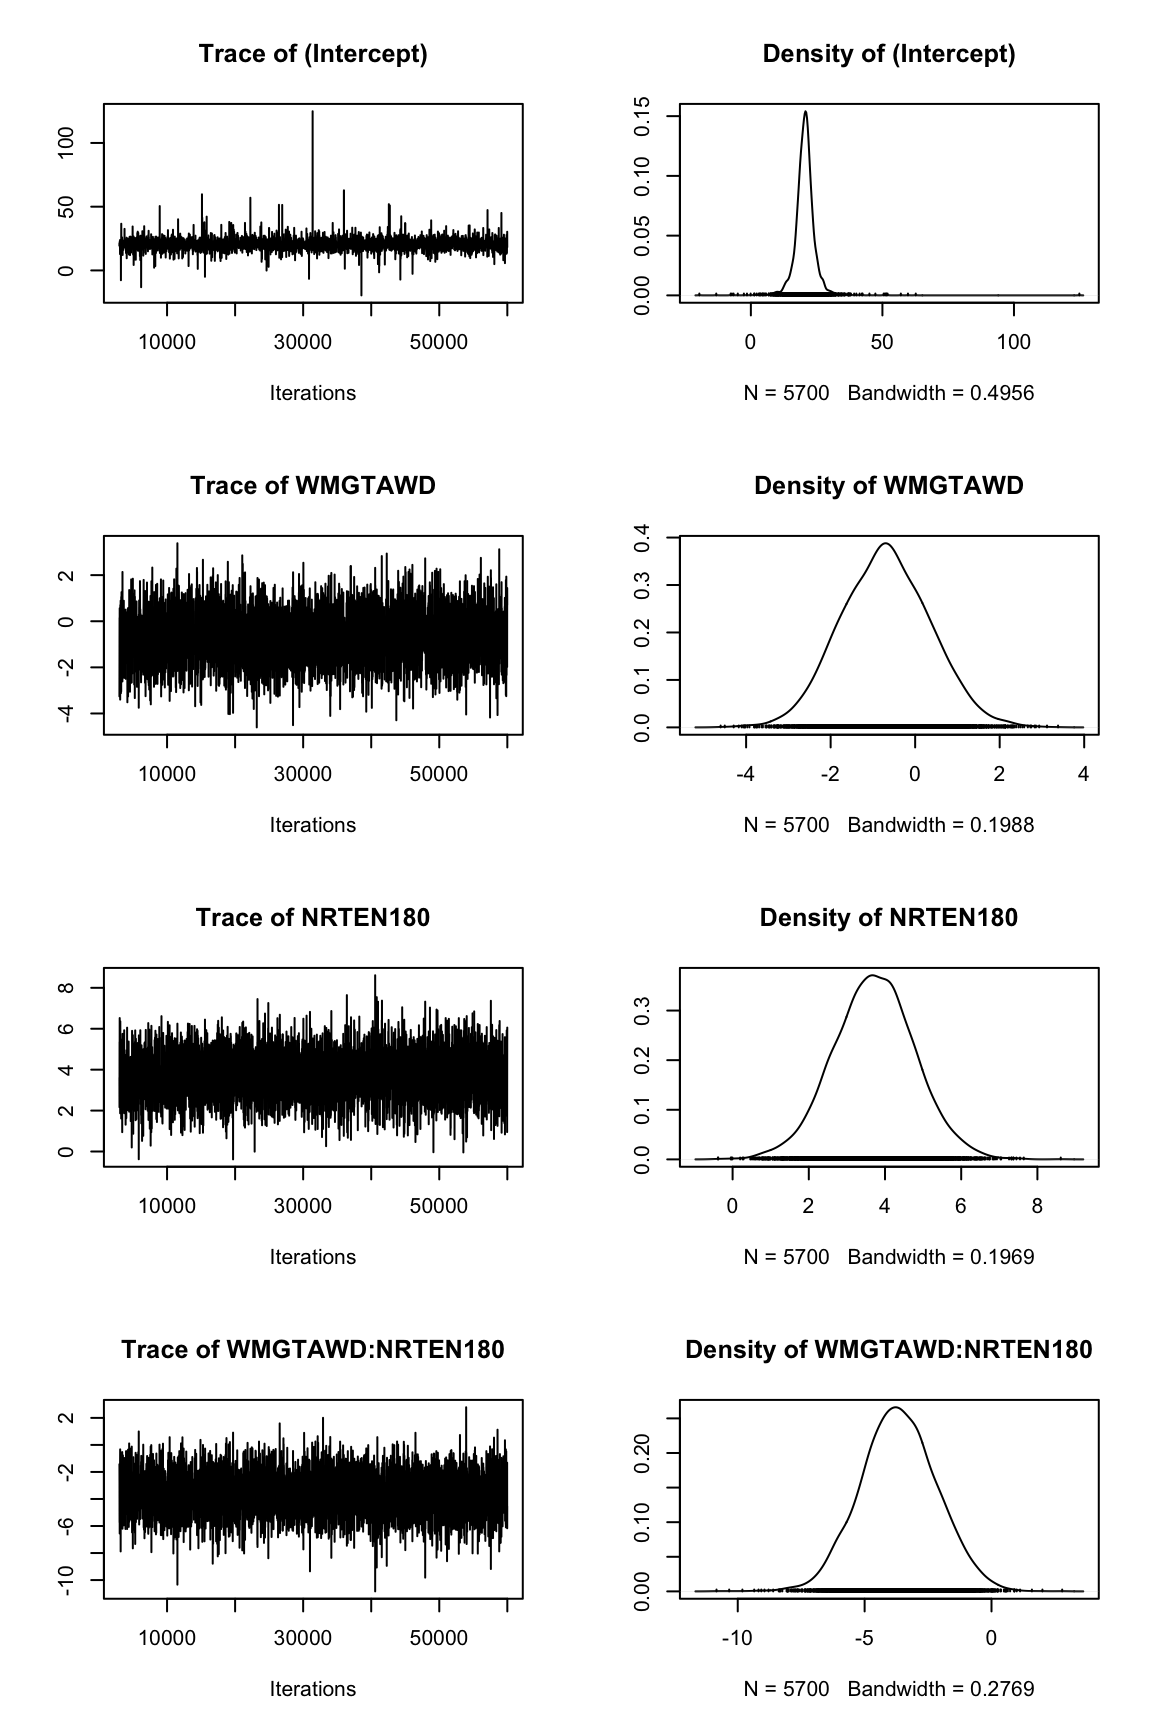 Trace of (Intercept)
Density of (Intercept)
0 50 100
10000 30000 50000
Iterations
0.00 0.05 0.10 0.15
0 50 100
N = 5700 Bandwidth = 0.4956
Trace of WMGTAWD
Density of WMGTAWD
-4 -2 0 2
10000 30000 50000
Iterations
0.0 0.1 0.2 0.3 0.4
-4 -2 0 2 4
N = 5700 Bandwidth = 0.1988
Trace of NRTEN180
Density of NRTEN180
0 2 4 6 8
10000 30000 50000
Iterations
0.0 0.1 0.2 0.3
0 2 4 6 8
N = 5700 Bandwidth = 0.1969
Trace of WMGTAWD:NRTEN180
Density of WMGTAWD:NRTEN180
-10 -6 -2 2
10000 30000 50000
Iterations
0.00 0.10 0.20
-10 -5 0
N = 5700 Bandwidth = 0.2769